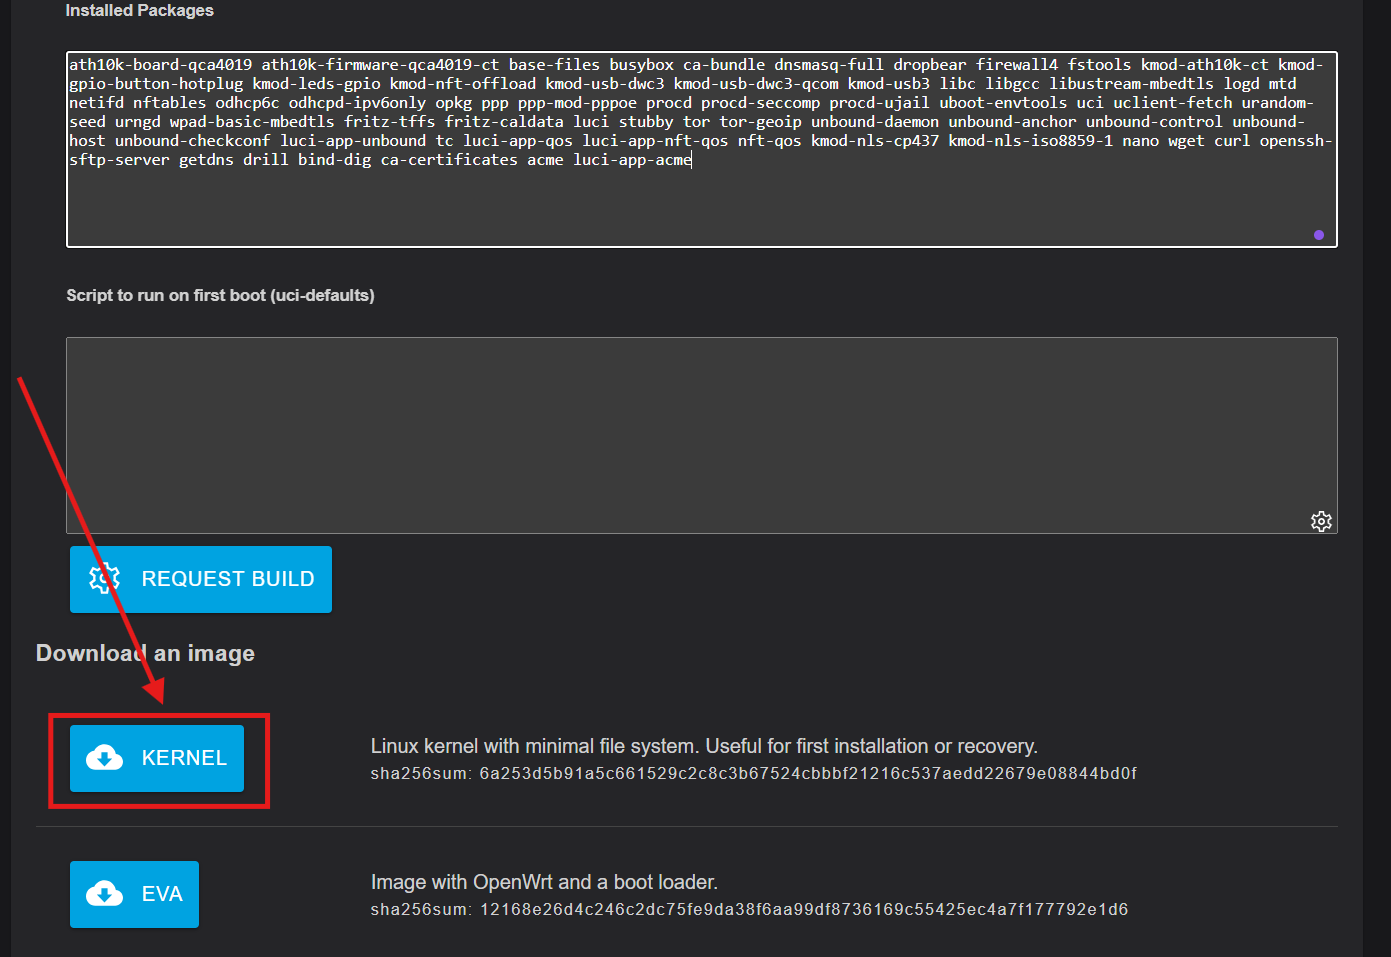 Installed Packages
ath10k-board-qca4019 ath10k-firmware-qca4019-ct base-files busybox ca-bundle dnsmasq-full dropbear firewall4 fstools kmod-ath10k-ct kmod-
gpio-button-hotplug kmod-leds-gpio kmod-nft-offload kmod-usb-dwc3 kmod-usb-dwc3-qcom kmod-usb3 libc libgcc libustream-mbedtls logd mtd
netifd nftables odhcp6c odhcpd-ipv6only opkg ppp ppp-mod-pppoe procd procd-seccomp procd-ujail uboot-envtools uci uclient-fetch urandom-
seed urngd wpad-basic-mbedtls fritz-tffs fritz-caldata luci stubby tor tor-geoip unbound-daemon unbound-anchor unbound-control unbound-
host unbound-checkconf luci-app-unbound tc luci-app-qos luci-app-nft-qos nft-qos kmod-nls-cp437 kmod-nls-iso8859-1 nano wget curl openssh-
sftp-server getdns drill bind-dig ca-certificates acme luci-app-acme
Script to run on first boot (uci-defaults)
REQUEST BUILD
Download an image
KERNEL
Linux kernel with minimal file system. Useful for first installation or recovery.
sha256sum: 6a253d5b91a5c661529c2c8c3b67524cbbbf21216c537aedd22679e08844bd0f
EVA
Image with OpenWrt and a boot loader.
sha256sum: 12168e26d4c246c2dc75fe9da38f6aa99df8736169c55425ec4a7f177792e1d6